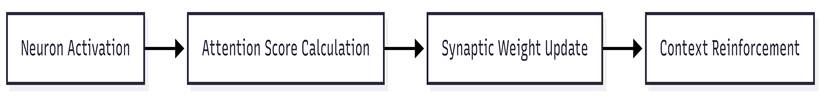 Neuron Activation
Attention Score Calculation
Synaptic Weight Update
Context Reinforcement